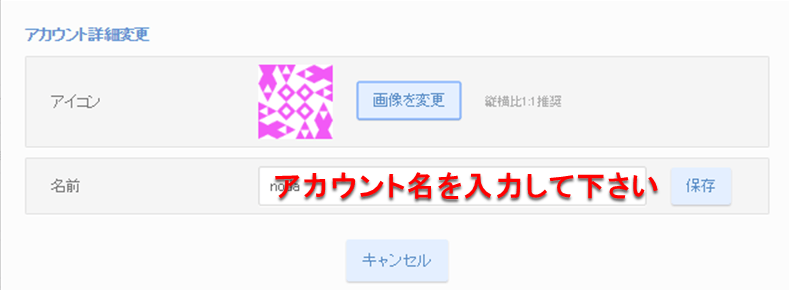 アカウント詳細変更
アイコン
画像を変更
縦横比1:1推奨
名前
アカウント名を入力して下さい
保存
キャンセル